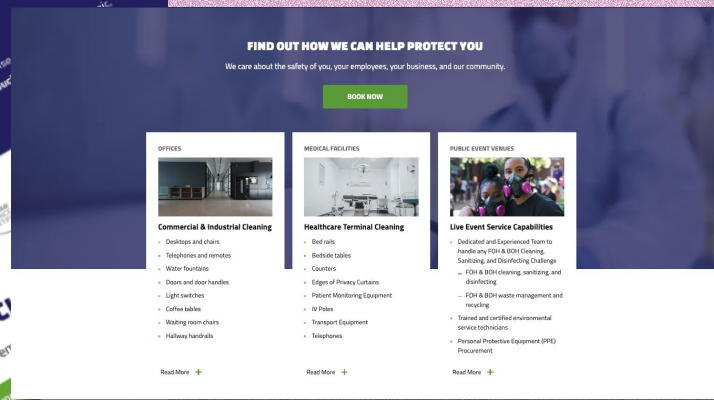 FIND OUT HOW WE CAN HELP PROTECT YOU
We care about the safety of you, your employees, your business, and our community.
BOOK NOW
OFFICES
Commercial & Industrial Cleaning
Desktops and chairs
Telephones and remotes
Water fountains
Doors and door handles
Light switches
Coffee tables
Waiting room chairs
Hallway handrails
Read More +
MEDICAL FACILITIES
Healthcare Terminal Cleaning
Bed rails
Bedside tables
Counters
Edges of Privacy Curtains
Patient Monitoring Equipment
IV Poles
Transport Equipment
Telephones
Read More +
PUBLIC EVENT VENUES
Live Event Service Capabilities
Dedicated and Experienced Team to
handle any FOH & BOH Cleaning,
Sanitizing, and Disinfecting Challenge
– FOH & BOH cleaning, sanitizing, and
disinfecting
– FOH & BOH waste management and
recycling
Trained and certified environmental
service technicians
Personal Protective Equipment (PPE)
Procurement
Read More +